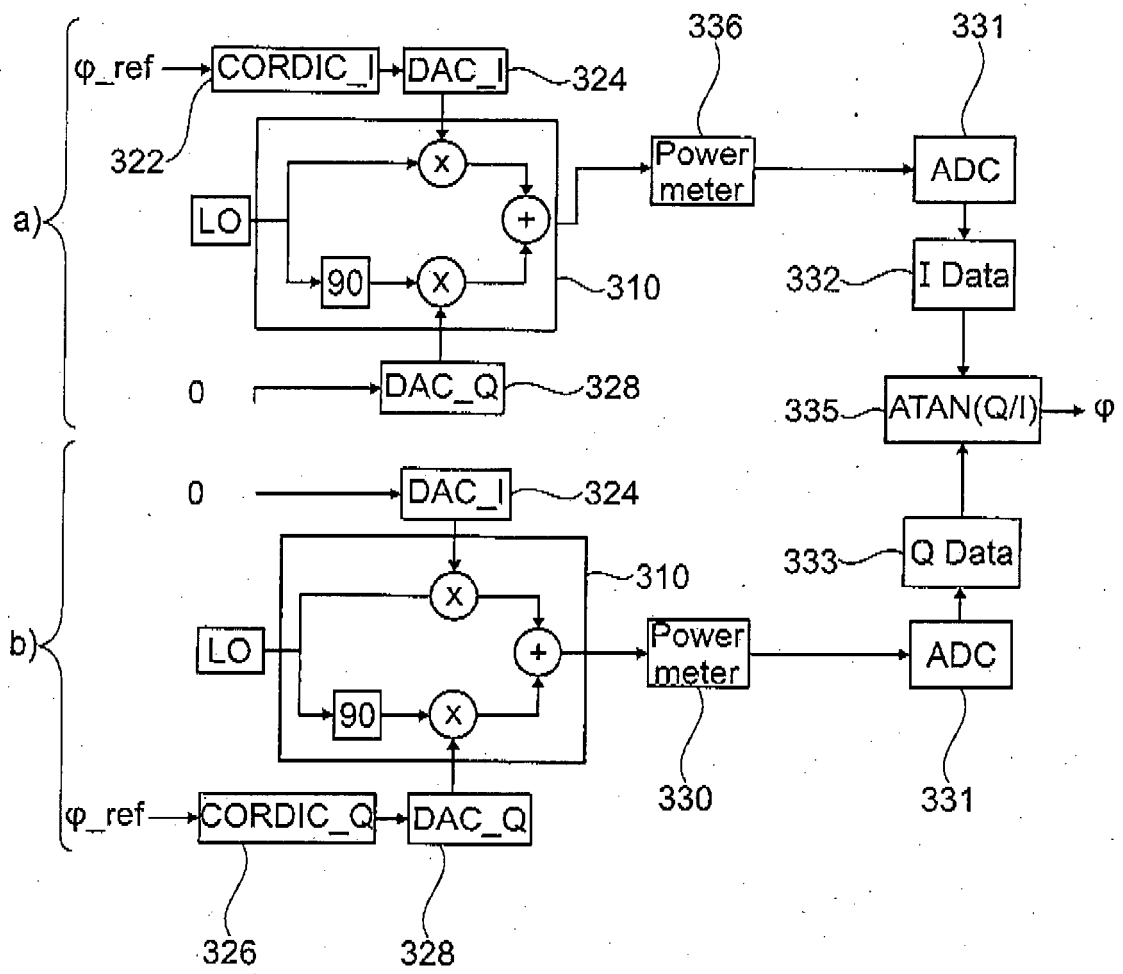 336
331
φ_ref
CORDIC_I
DAC_I
324
322
X
Power
meter
ADC
a)
LO
+
90
X
310
332
I Data
0
DAC_Q
328
335
ATAN(Q/I)
φ
0
DAC_I
324
333
Q Data
310
X
b)
LO
+
Power
meter
ADC
90
X
φ_ref
CORDIC_Q
DAC_Q
330
331
326
328